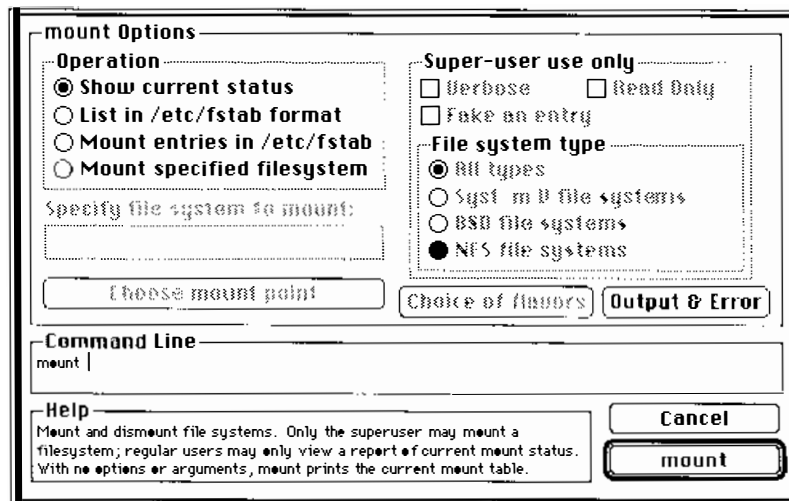 mount Options
Operation
Show current status
List in /etc/fstab format
Mount entries in /etc/fstab
Mount specified filesystem
Specify file system to mount:
Choose mount point
Super-user use only
Verbose
Read Only
Fake an entry
File system type
All types
Syst m V file systems
BSD file systems
NFS file systems
Choice of flavors
Output & Error
Command Line
mount
Help
Mount and dismount file systems. Only the superuser may mount a
filesystem; regular users may only view a report of current mount status.
With no options or arguments, mount prints the current mount table.
Cancel
mount